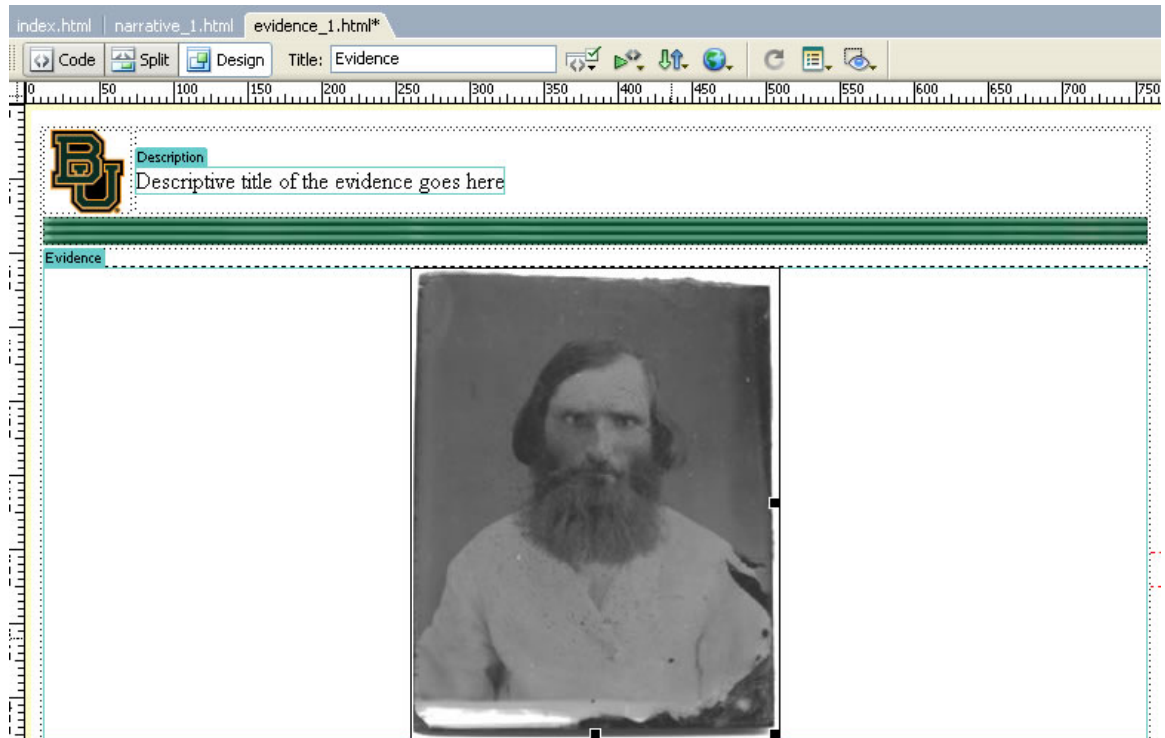 index.html narrative_1.html evidence_1.html*
Code Split Design Title: Evidence
0 50 100 150 200 250 300 350 400 450 500 550 600 650 700 750
BU
Description
Descriptive title of the evidence goes here
Evidence